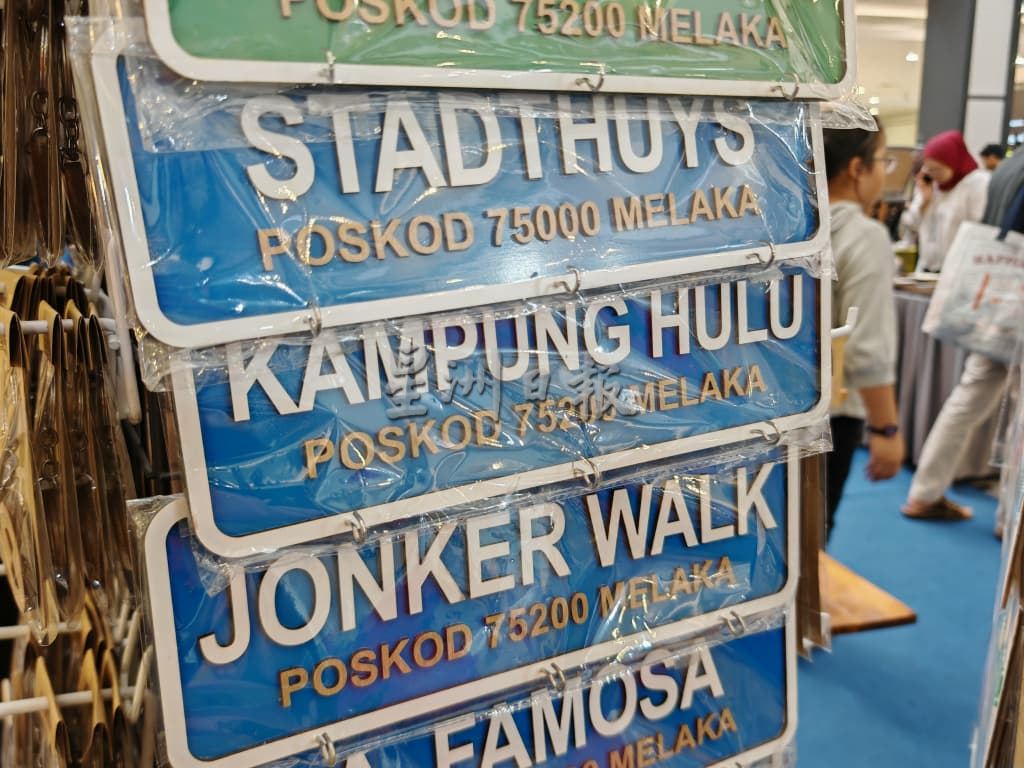 POSKOD 75200 MELAKA
STADTHUYS
POSKOD 75000 MELAKA
KAMPUNG HULU
星洲日報
POSKOD 75200 MELAKA
JONKER WALK
POSKOD 75200 MELAKA
FAMOSA
MELAKA